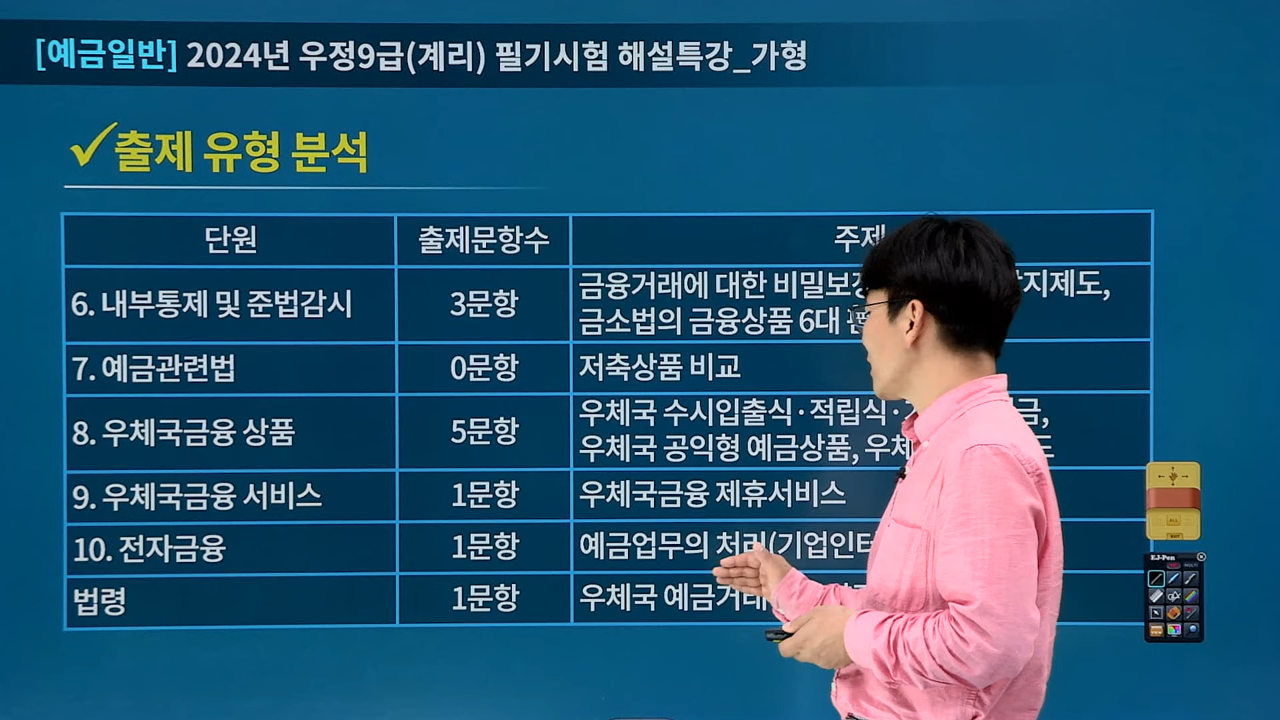 [예금일반] 2024년 우정9급(계리) 필기시험 해설특강_가형
✓출제 유형 분석
단원 출제문항수 주제
6. 내부통제 및 준법감시 3문항 금융거래에 대한 비밀보장
금소법의 금융상품 6대
7. 예금관련법 0문항 저축상품 비교
8. 우체국금융 상품 5문항 우체국 수시입출식·적립식·
우체국 공익형 예금상품,
9. 우체국금융 서비스 1문항 우체국금융 제휴서비스
10. 전자금융 1문항 예금업무의 처리(기업인터
법령 1문항 우체국 예금거래
EJ-Pen
ALL